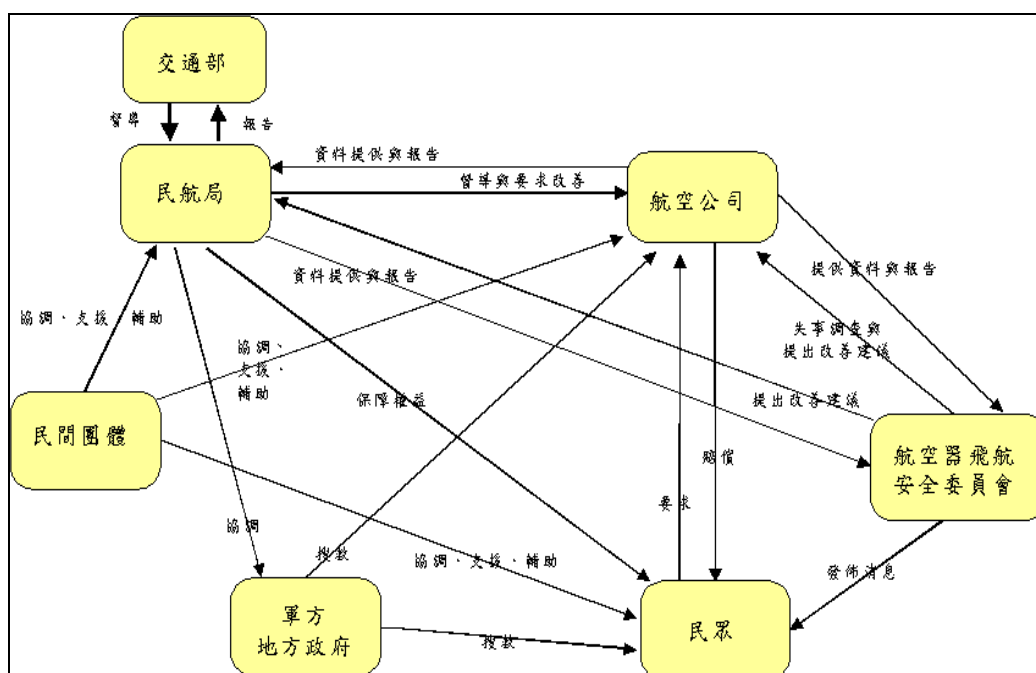 交通部
督導
報告
民航局
資料提供與報告
督導與要求改善
航空公司
資料提供與報告
提供資料與報告
協調、支援、輔助
協調、
支援、
輔助
失事調查與
提出改善建議
保障權益
提出改善建議
民間團體
航空器飛航
安全委員會
賠償
要求
協調
搜救
協調、支援、輔助
發佈消息
軍方
地方政府
搜救
民眾